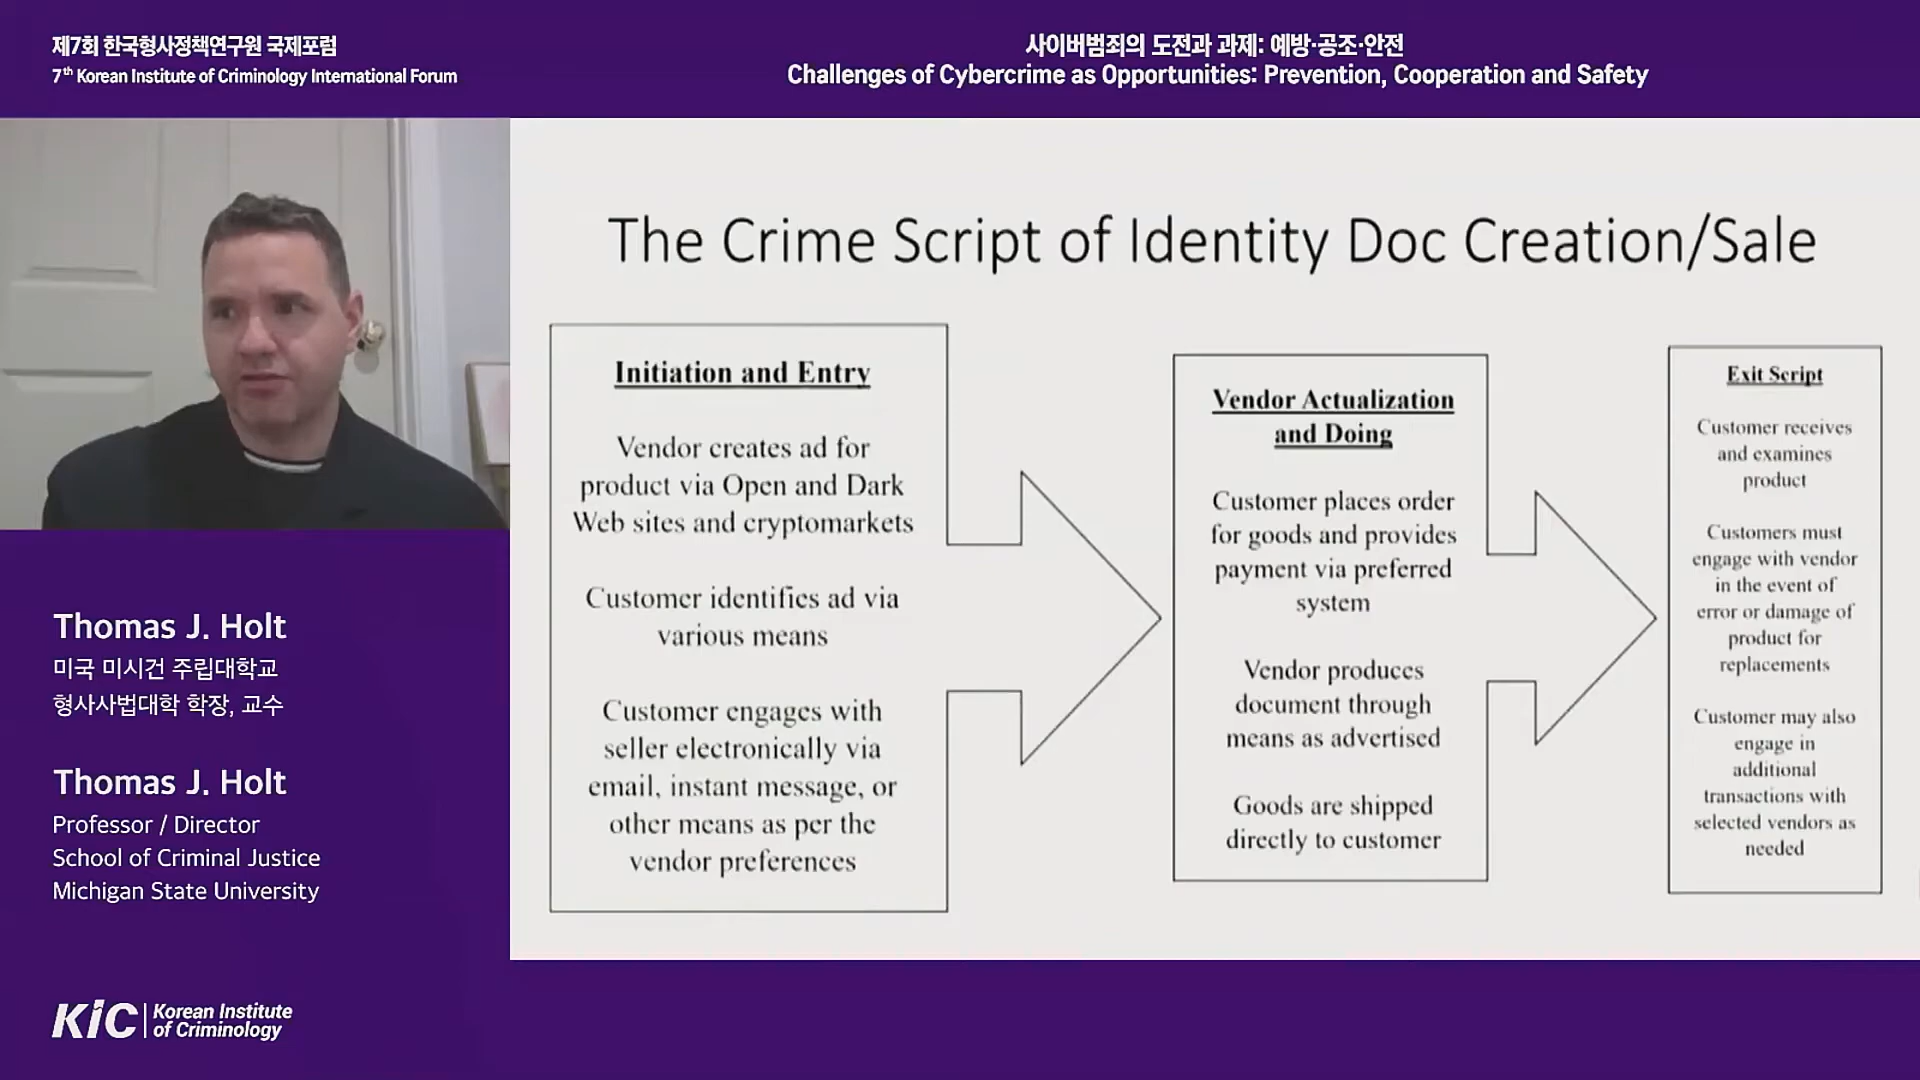 제7회 한국형사정책연구원 국제포럼
7th Korean Institute of Criminology International Forum
사이버범죄의 도전과 과제: 예방·공조·안전
Challenges of Cybercrime as Opportunities: Prevention, Cooperation and Safety
The Crime Script of Identity Doc Creation/Sale
Initiation and Entry
Vendor creates ad for
product via Open and Dark
Web sites and cryptomarkets
Customer identifies ad via
various means
Customer engages with
seller electronically via
email, instant message, or
other means as per the
vendor preferences
Vendor Actualization
and Doing
Customer places order
for goods and provides
payment via preferred
system
Vendor produces
document through
means as advertised
Goods are shipped
directly to customer
Exit Script
Customer receives
and examines
product
Customers must
engage with vendor
in the event of
error or damage of
product for
replacements
Customer may also
engage in
additional
transactions with
selected vendors as
needed
Thomas J. Holt
미국 미시건 주립대학교
형사사법대학 학장, 교수
Thomas J. Holt
Professor / Director
School of Criminal Justice
Michigan State University
KiC Korean Institute
of Criminology